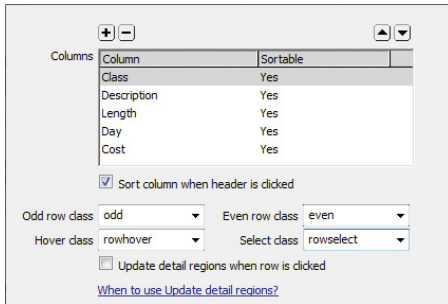 Columns
Column Sortable
Class Yes
Description Yes
Length Yes
Day Yes
Cost Yes
Sort column when header is clicked
Odd row class odd Even row class even
Hover class rowhover Select class rowselect
Update detail regions when row is clicked
When to use Update detail regions?